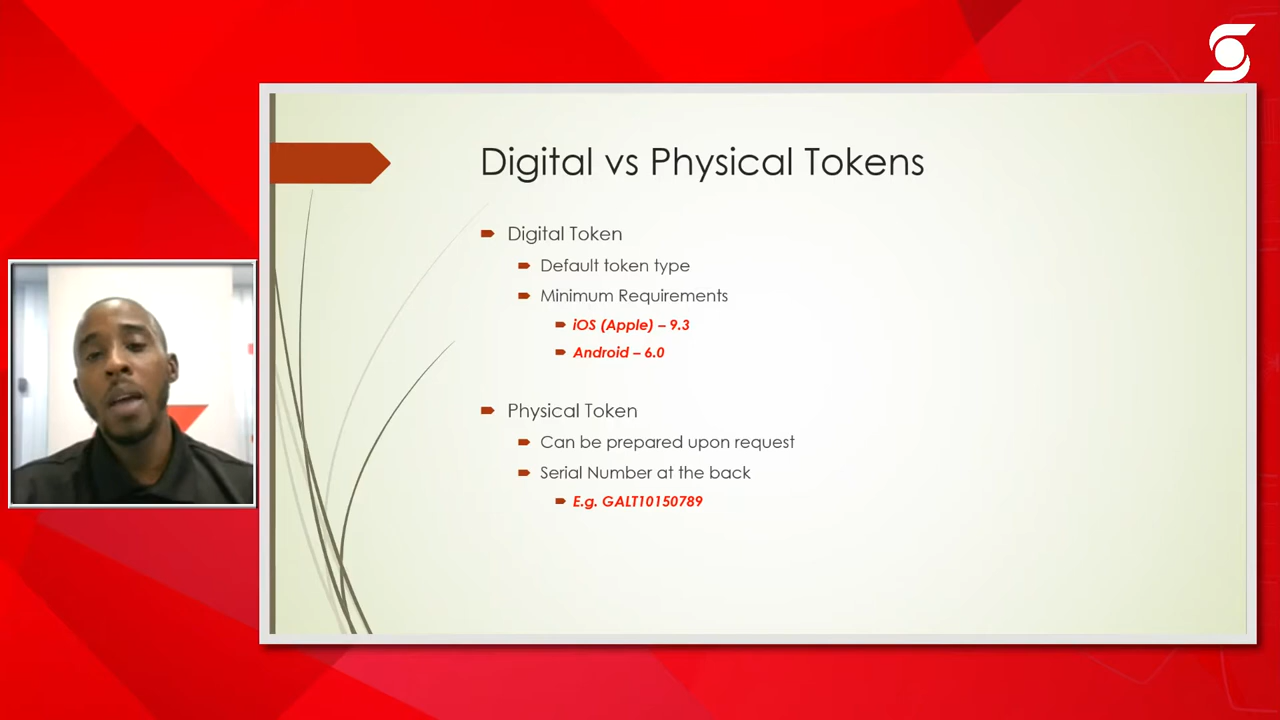 Digital vs Physical Tokens
Digital Token
Default token type
Minimum Requirements
iOS (Apple) – 9.3
Android – 6.0
Physical Token
Can be prepared upon request
Serial Number at the back
E.g. GALT10150789